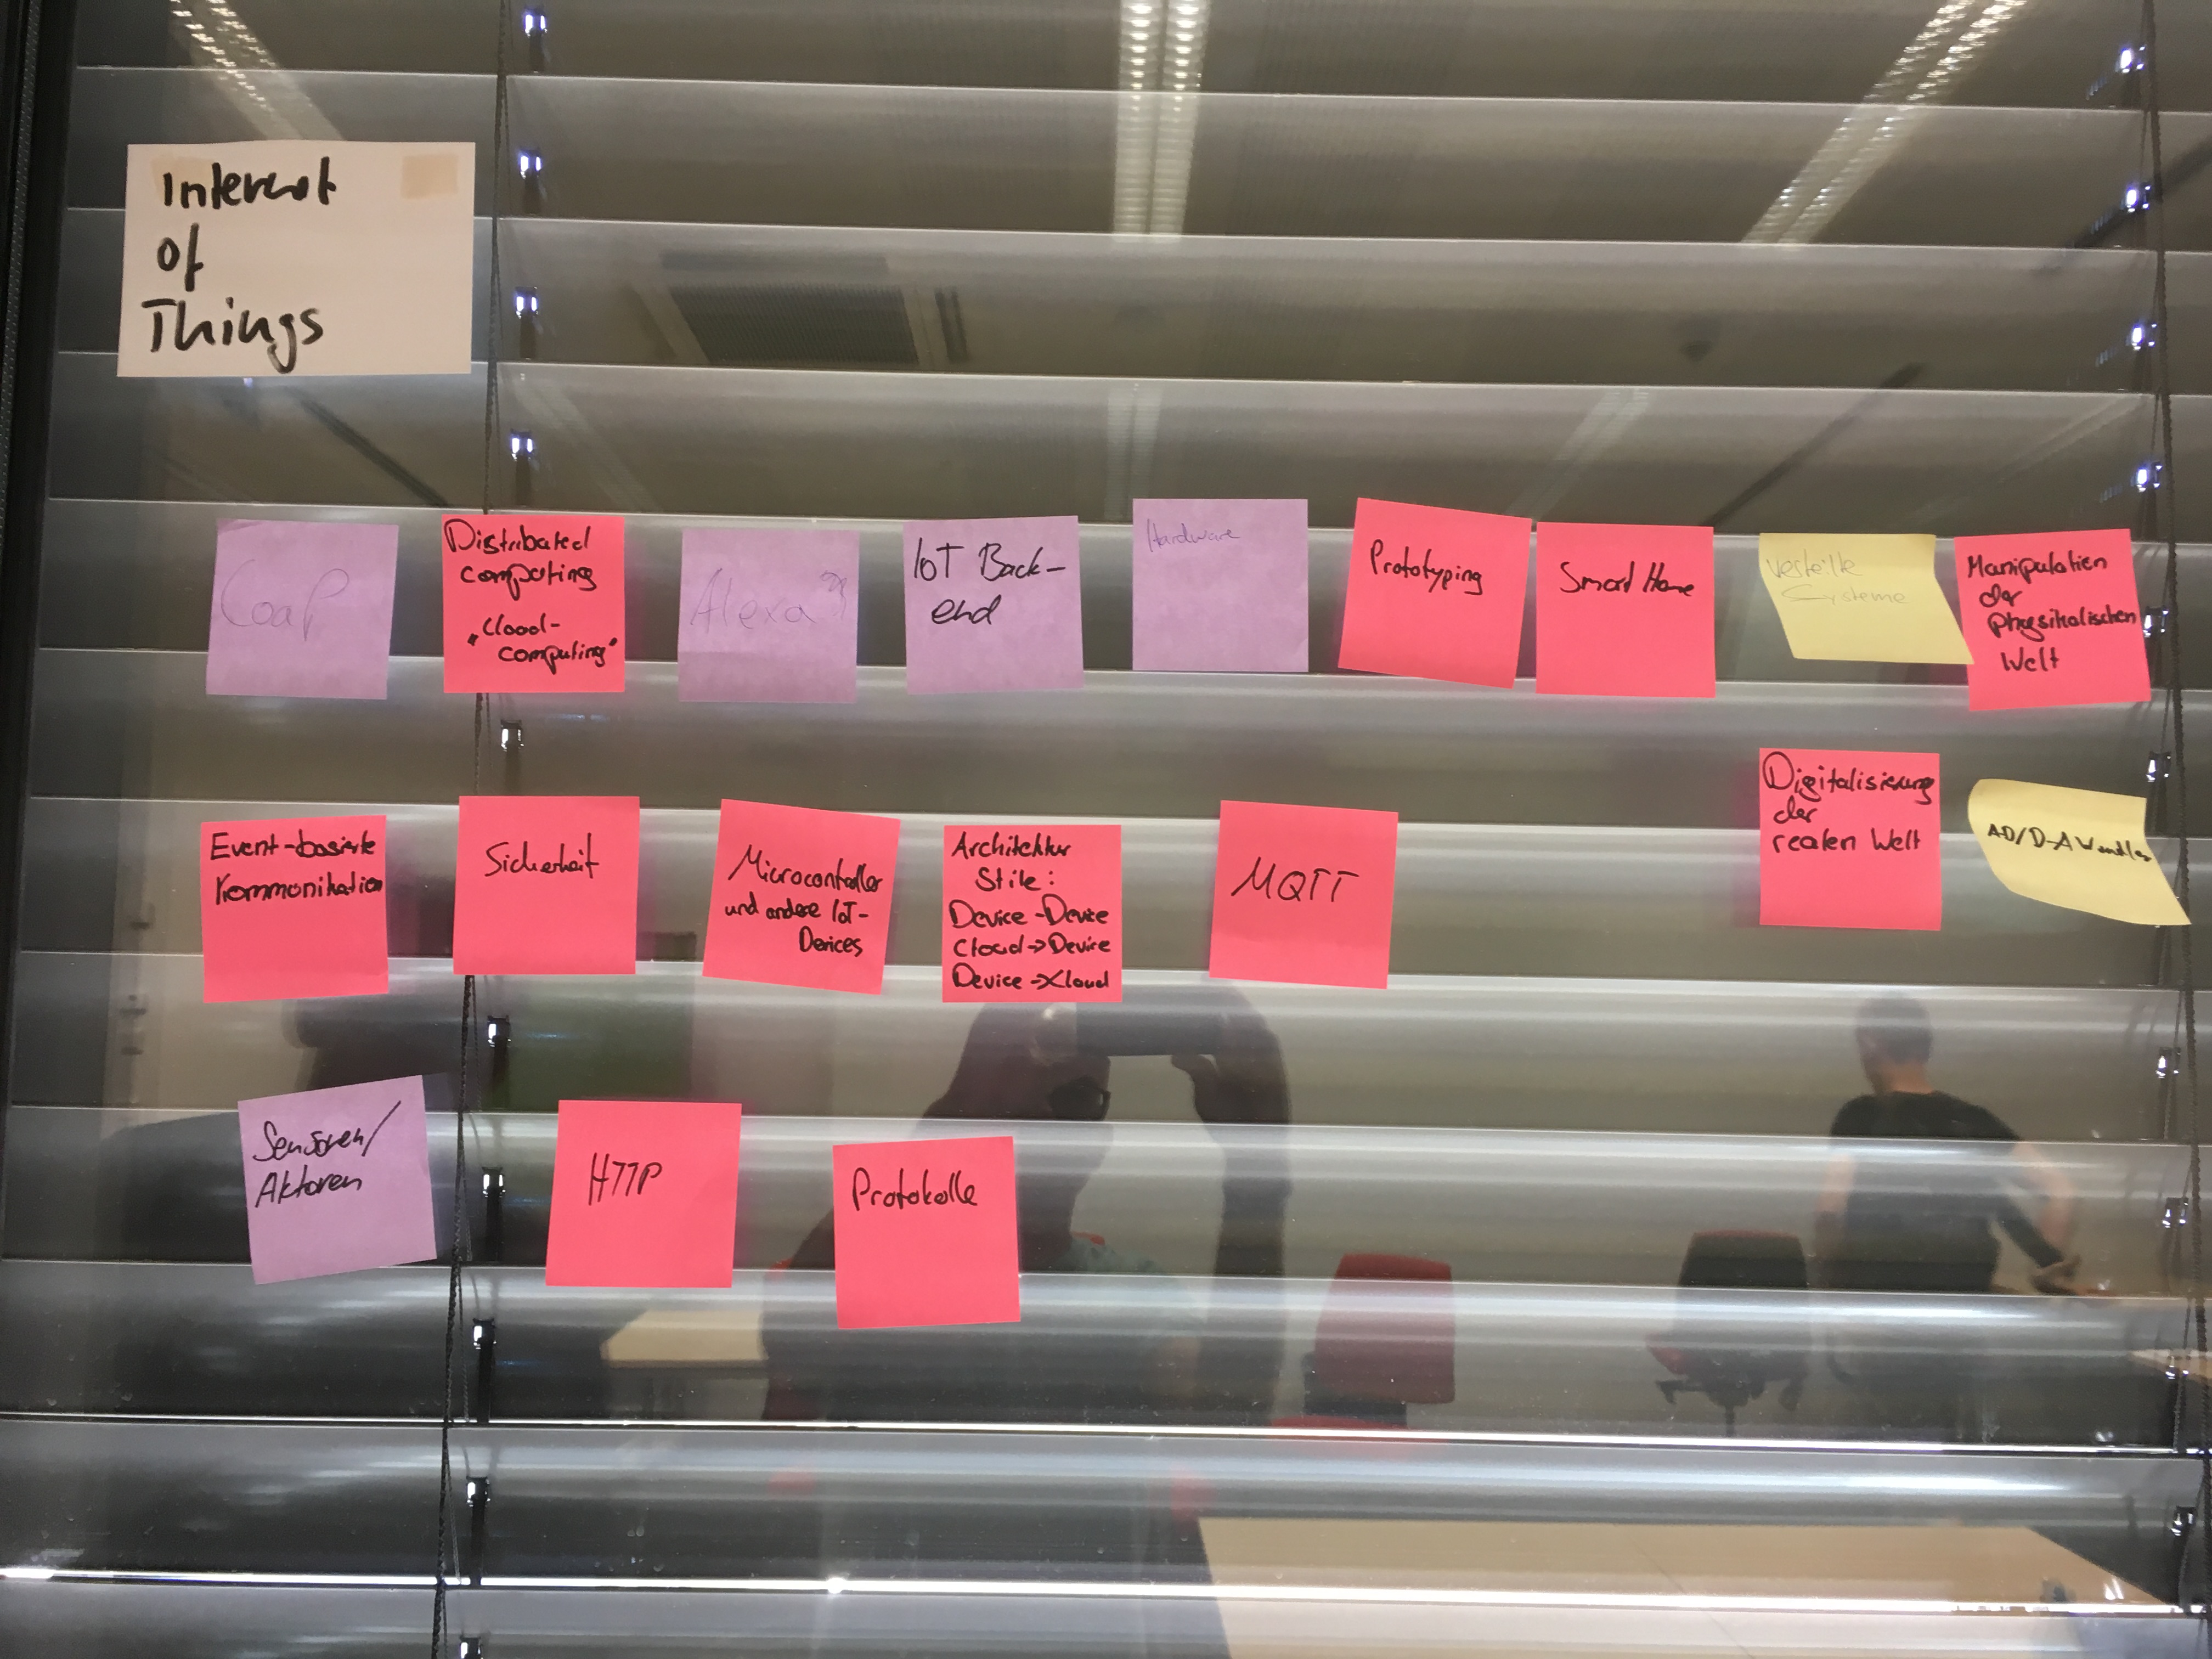 Internet
of
Things
CoaP
Distributed
computing
"Cloud-
computing"
Alexa
IoT Back-
end
Hardware
Prototyping
Smart Home
Verteilte
Systeme
Manipulation
der
physikalischen
Welt
Event-basierte
Kommunikation
Sicherheit
Microcontroller
und andere IoT-
Devices
Architektur
Stile:
Device-Device
Cloud->Device
Device->Cloud
MQTT
Digitalisierung
der
realen Welt
AD/D-A Wandler
Sensoren/
Aktoren
HTTP
Protokolle